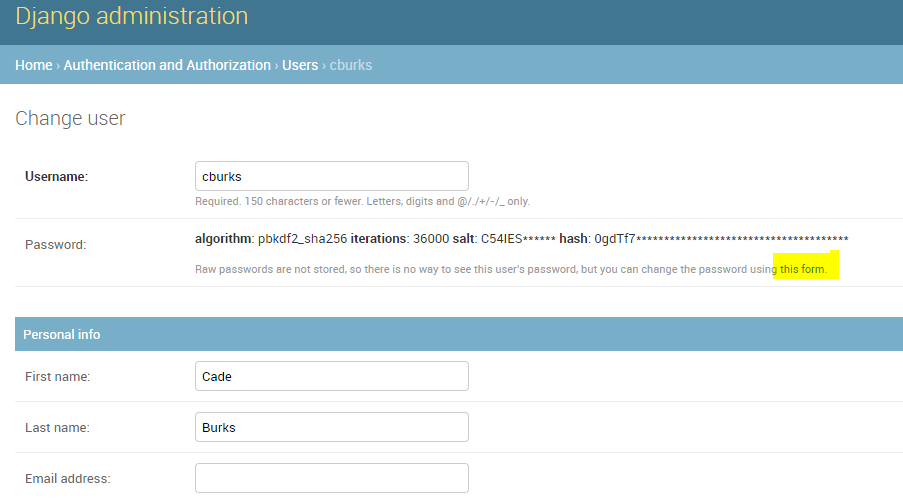 Django administration
Home › Authentication and Authorization › Users › cburks
Change user
Username: cburks
Required. 150 characters or fewer. Letters, digits and @/./+/-/_ only.
Password: algorithm: pbkdf2_sha256 iterations: 36000 salt: C54IES****** hash: 0gdTf7**************************************
Raw passwords are not stored, so there is no way to see this user's password, but you can change the password using this form.
Personal info
First name: Cade
Last name: Burks
Email address: